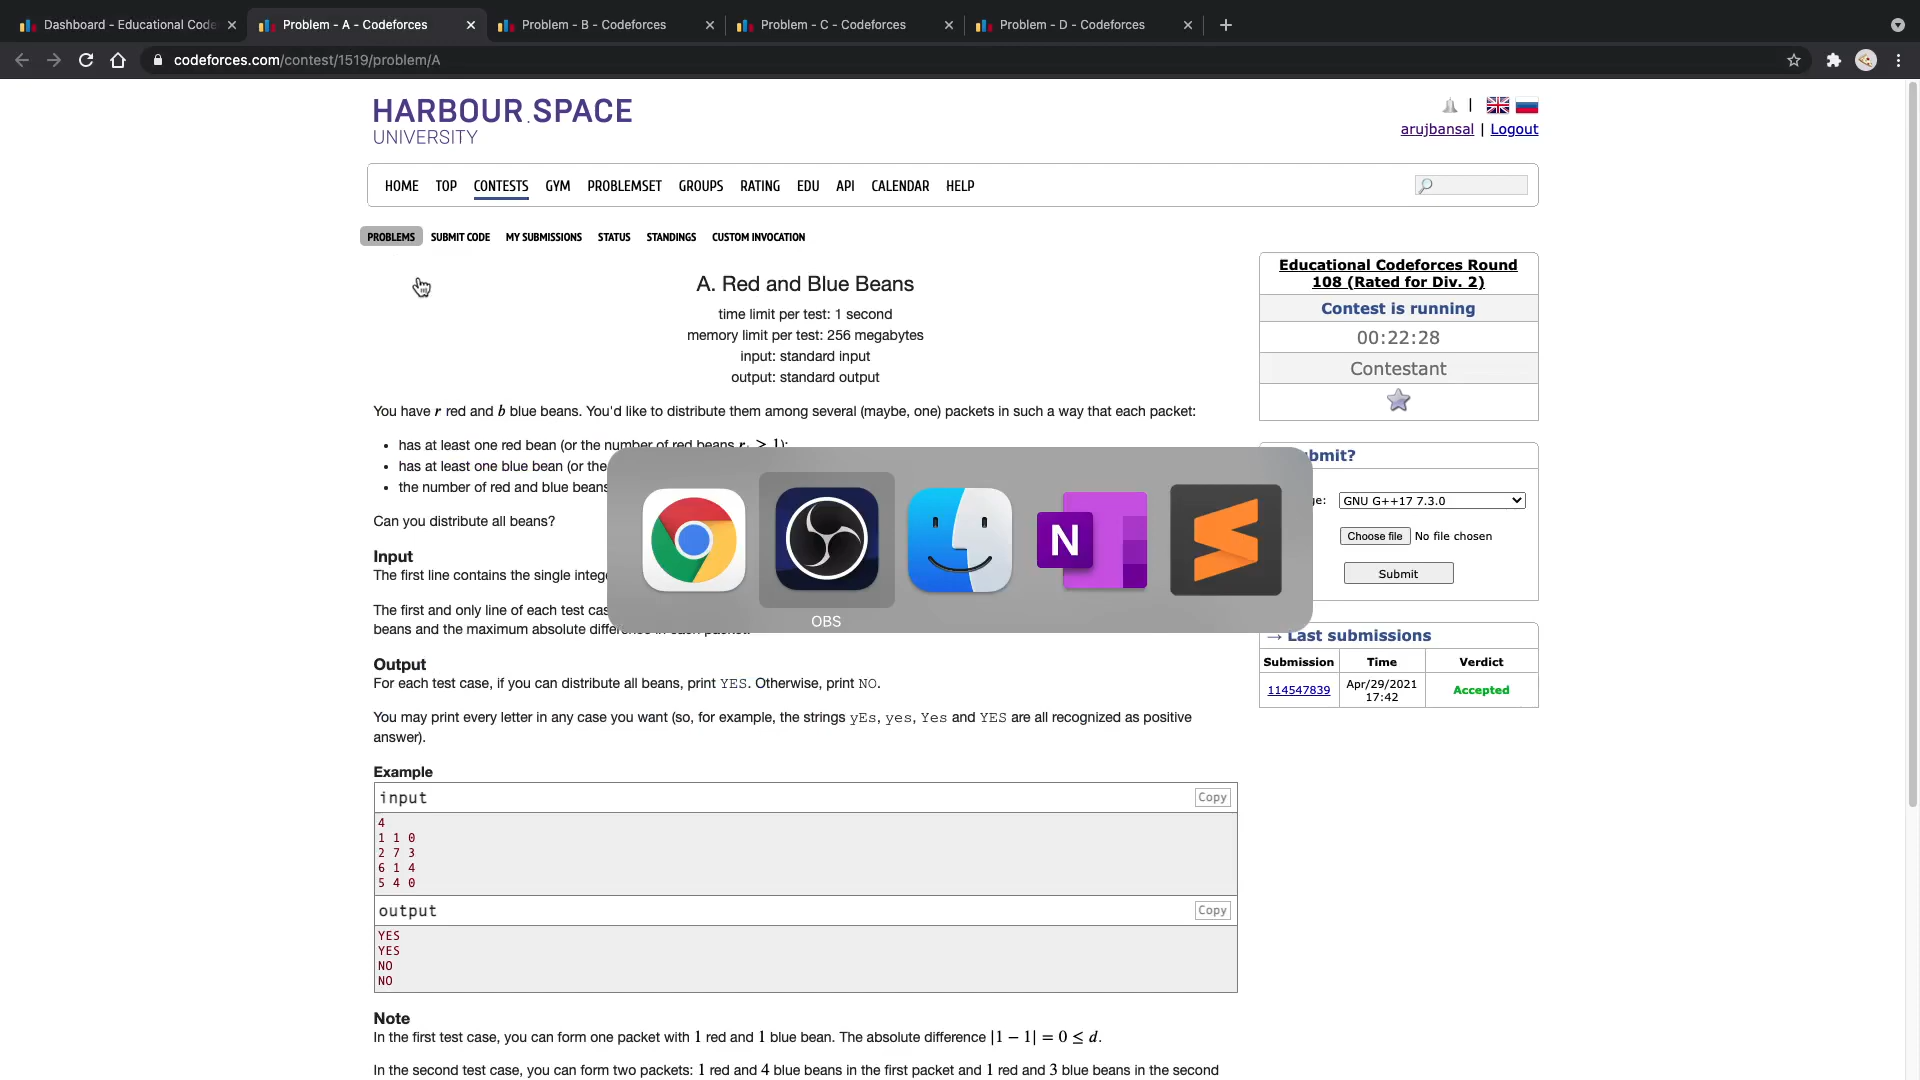 Dashboard - Educational Code
Problem - A - Codeforces
Problem - B - Codeforces
Problem - C - Codeforces
Problem - D - Codeforces
codeforces.com/contest/1519/problem/A
HARBOUR.SPACE
UNIVERSITY
arujbansal | Logout
HOME TOP CONTESTS GYM PROBLEMSET GROUPS RATING EDU API CALENDAR HELP
PROBLEMS SUBMIT CODE MY SUBMISSIONS STATUS STANDINGS CUSTOM INVOCATION
A. Red and Blue Beans
time limit per test: 1 second
memory limit per test: 256 megabytes
input: standard input
output: standard output
You have r red and b blue beans. You'd like to distribute them among several (maybe, one) packets in such a way that each packet:
• has at least one red bean (or the number of red beans
• has at least one blue bean (or the
• the number of red and blue beans
Can you distribute all beans?
Input
The first line contains the single
The first and only line of each test
beans and the maximum absolute difference in each packet.
OBS
N
Output
For each test case, if you can distribute all beans, print YES. Otherwise, print NO.
You may print every letter in any case you want (so, for example, the strings yEs, yes, Yes and YES are all recognized as positive
answer).
Example
input
Copy
4
1 1 0
2 7 3
6 1 4
5 4 0
output
Copy
YES
YES
NO
NO
Note
In the first test case, you can form one packet with 1 red and 1 blue bean. The absolute difference |1 − 1| = 0 ≤ d.
In the second test case, you can form two packets: 1 red and 4 blue beans in the first packet and 1 red and 3 blue beans in the second
Educational Codeforces Round
108 (Rated for Div. 2)
Contest is running
00:22:28
Contestant
bmit?
ge: GNU G++17 7.3.0
Choose file No file chosen
Submit
→ Last submissions
Submission Time Verdict
114547839 Apr/29/2021 17:42 Accepted